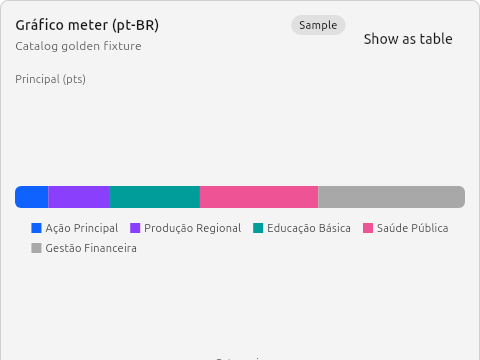 Gráfico meter (pt-BR)
Sample
Show as table
Catalog golden fixture
Principal (pts)
Ação Principal
Produção Regional
Educação Básica
Saúde Pública
Gestão Financeira